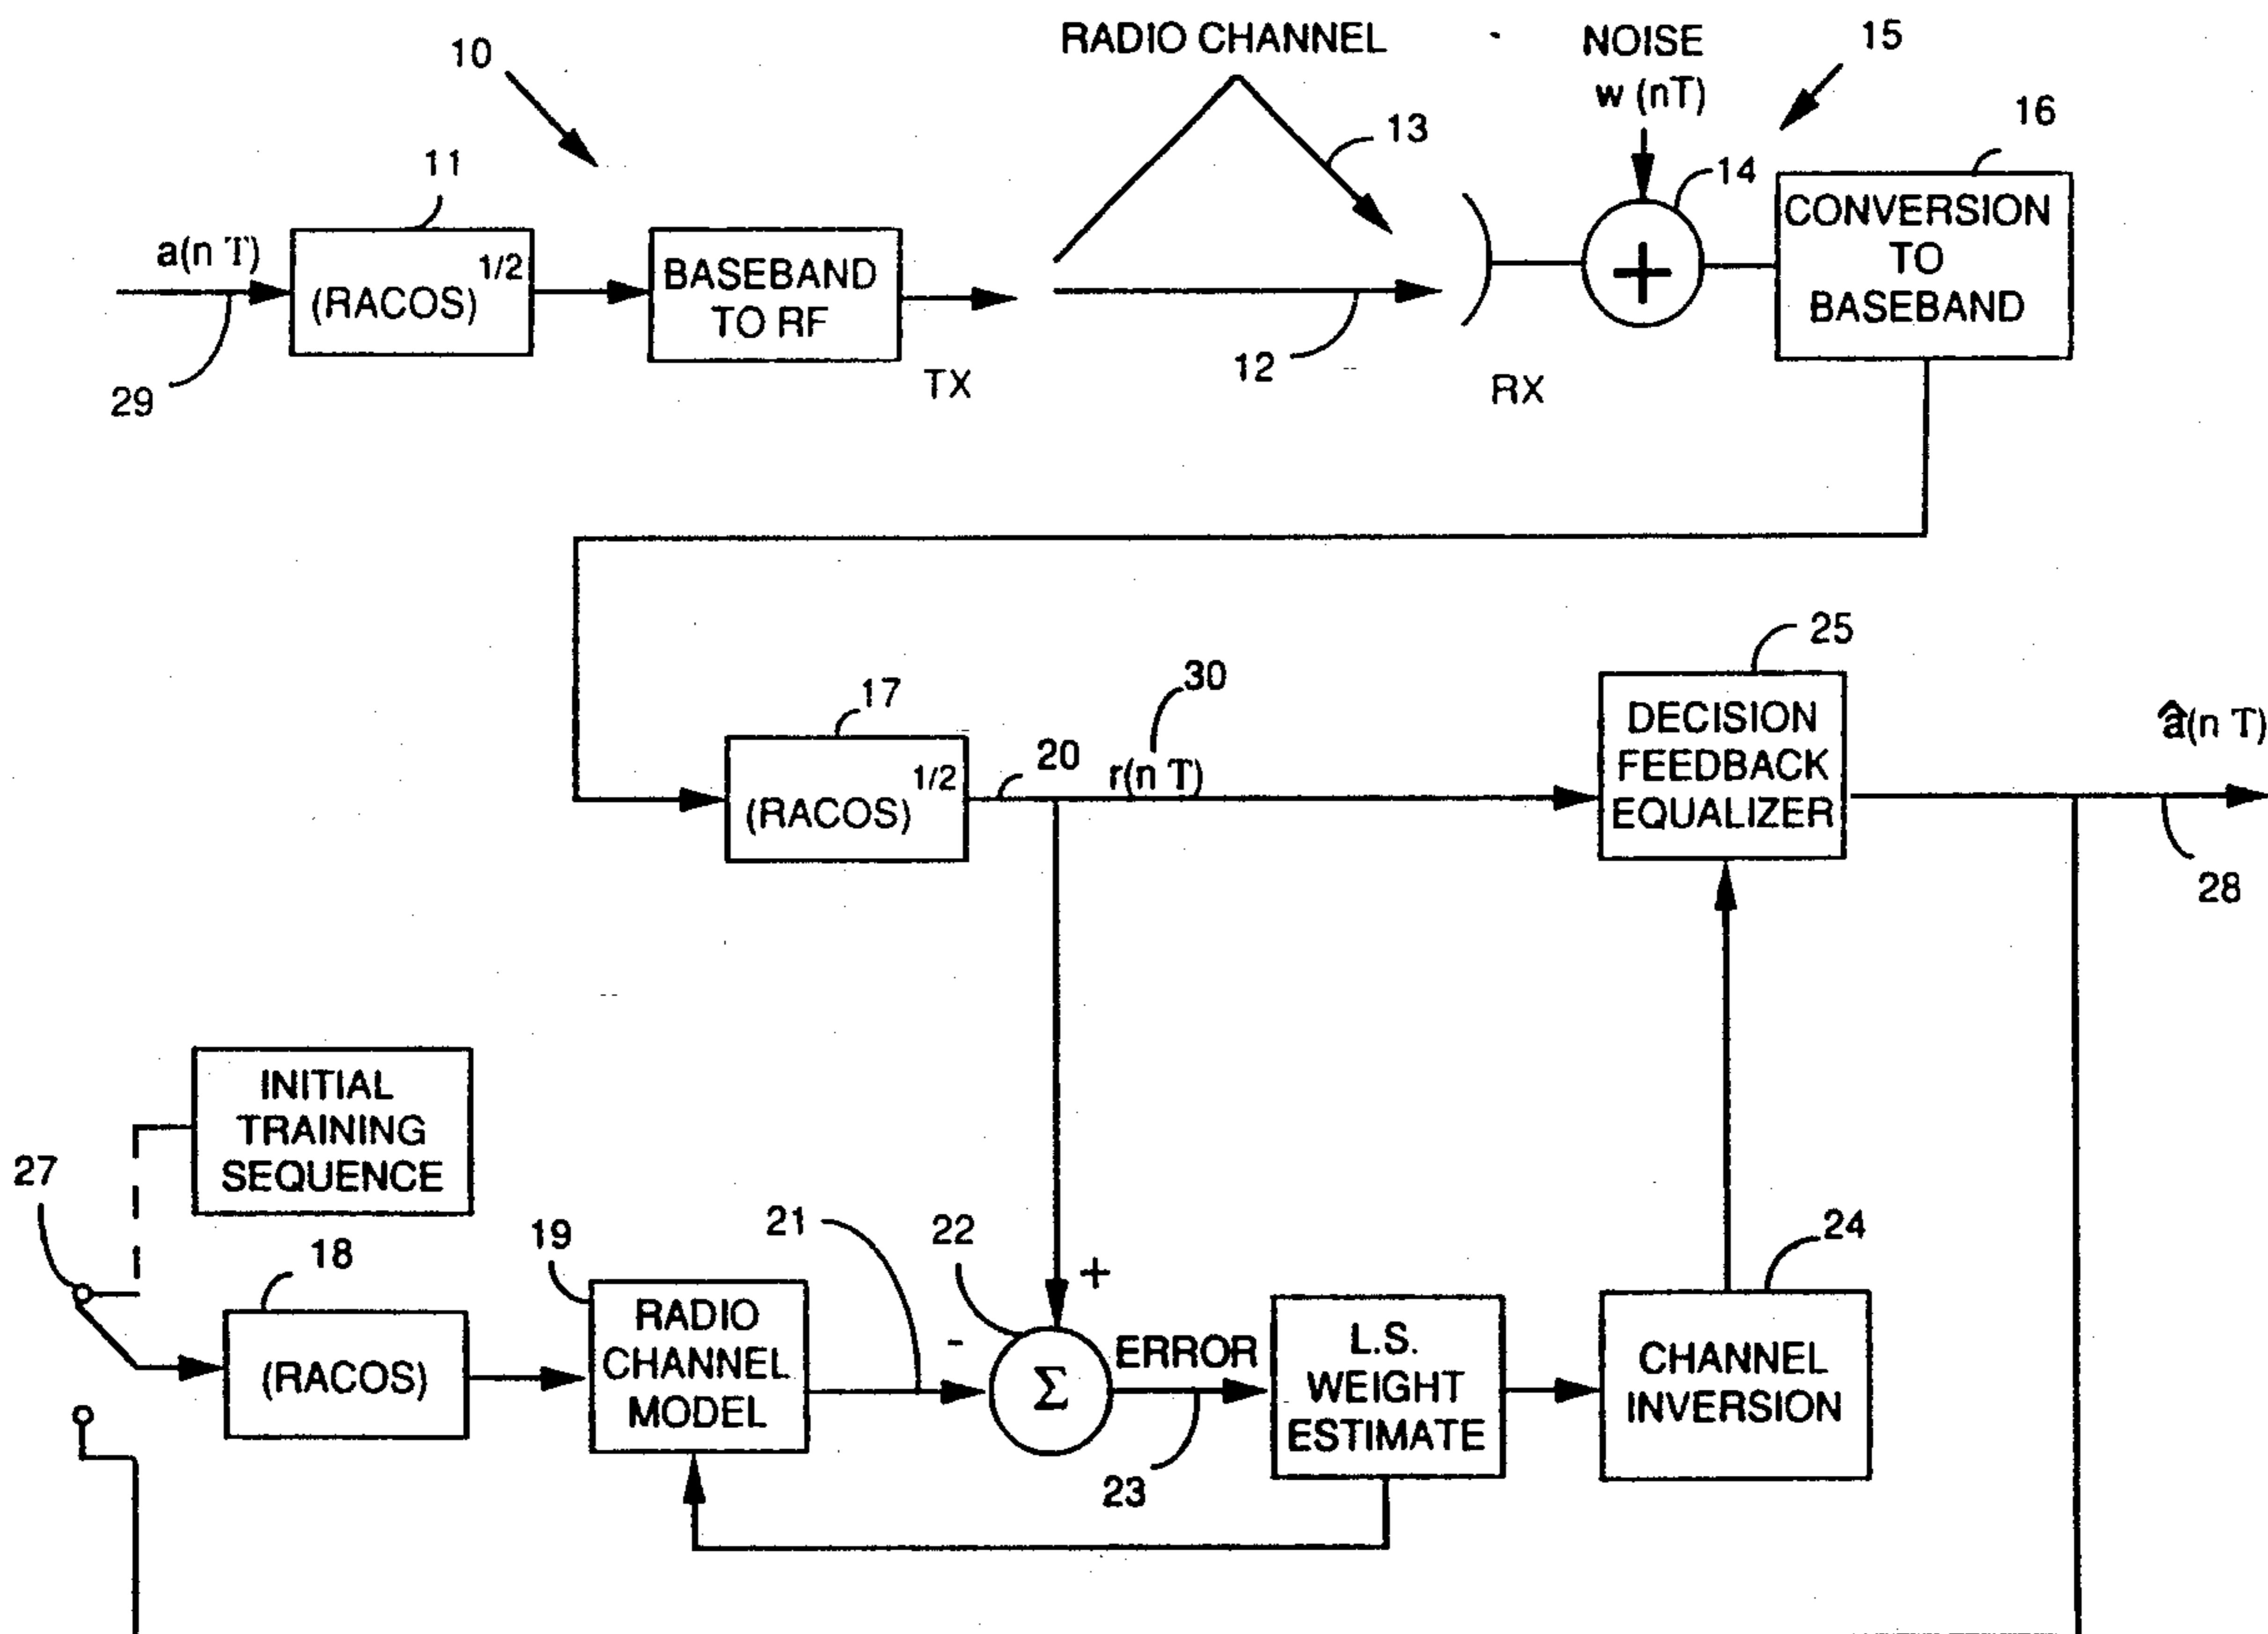 10
RADIO CHANNEL
NOISE
w (nT)
15
16
11
13
14
a(n T)
(RACOS) 1/2
BASEBAND
TO RF
CONVERSION
TO
BASEBAND
+
29
TX
12
RX
25
17
30
20
r(n T)
(RACOS) 1/2
DECISION
FEEDBACK
EQUALIZER
â(n T)
28
INITIAL
TRAINING
SEQUENCE
27
18
19
21
22
24
(RACOS)
RADIO
CHANNEL
MODEL
-
+
Σ
ERROR
23
L.S.
WEIGHT
ESTIMATE
CHANNEL
INVERSION